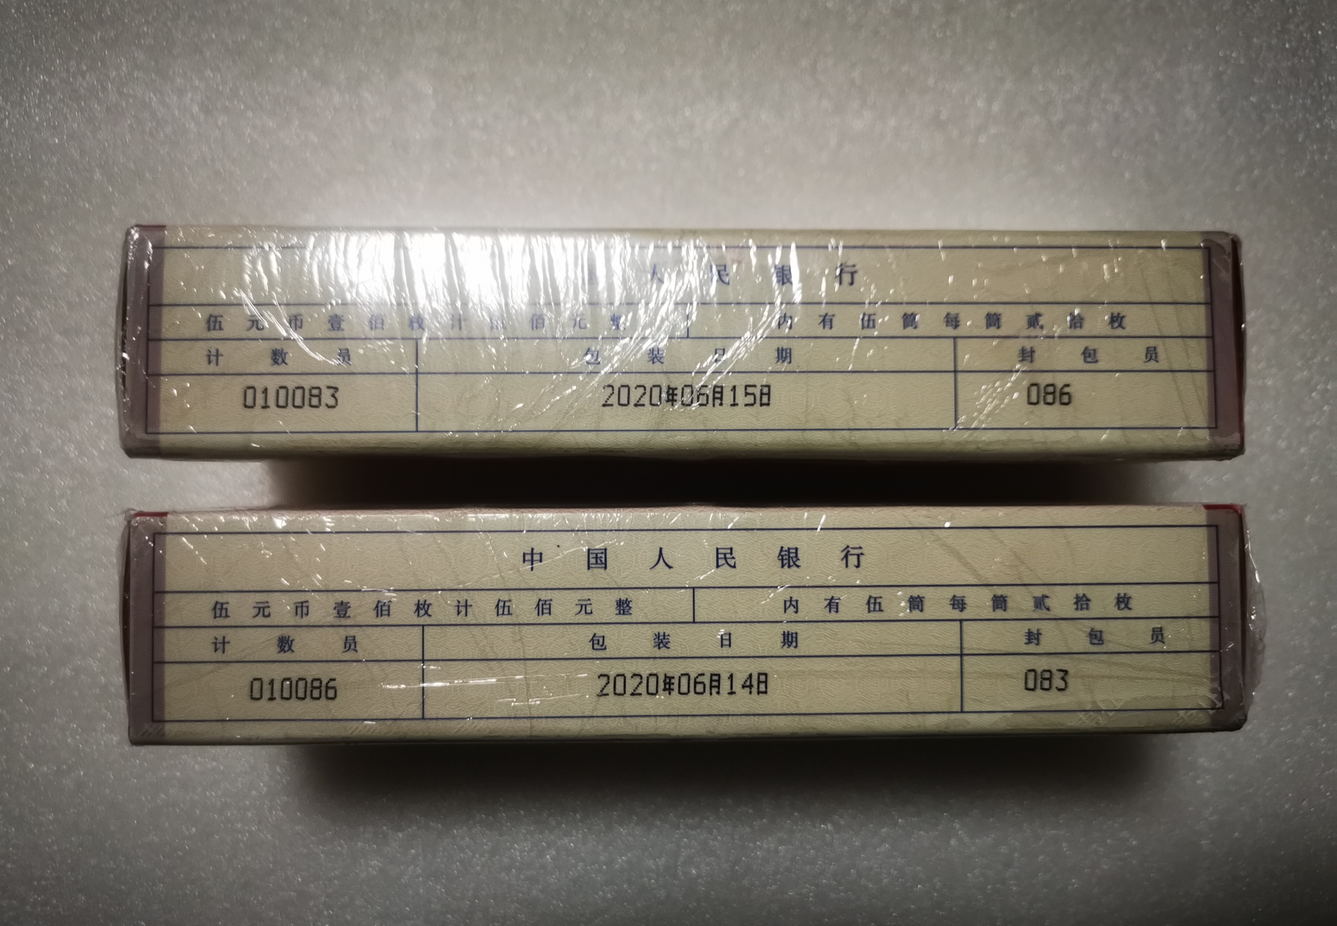 人民银行
伍元币壹佰枚计伍佰元整 内有伍筒每筒贰拾枚
计数员 包装日期 封包员
010083 2020年06月15日 086
中国人民银行
伍元币壹佰枚计伍佰元整 内有伍筒每筒贰拾枚
计数员 包装日期 封包员
010086 2020年06月14日 083